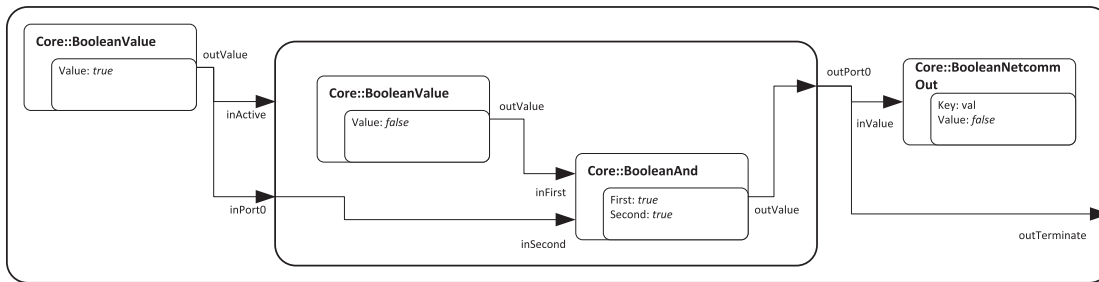 Core::BooleanValue
Value: true
outValue
inActive
inPort0
Core::BooleanValue
Value: false
outValue
inFirst
inSecond
Core::BooleanAnd
First: true
Second: true
outValue
outPort0
inValue
Core::BooleanNetcomm
Out
Key: val
Value: false
outTerminate